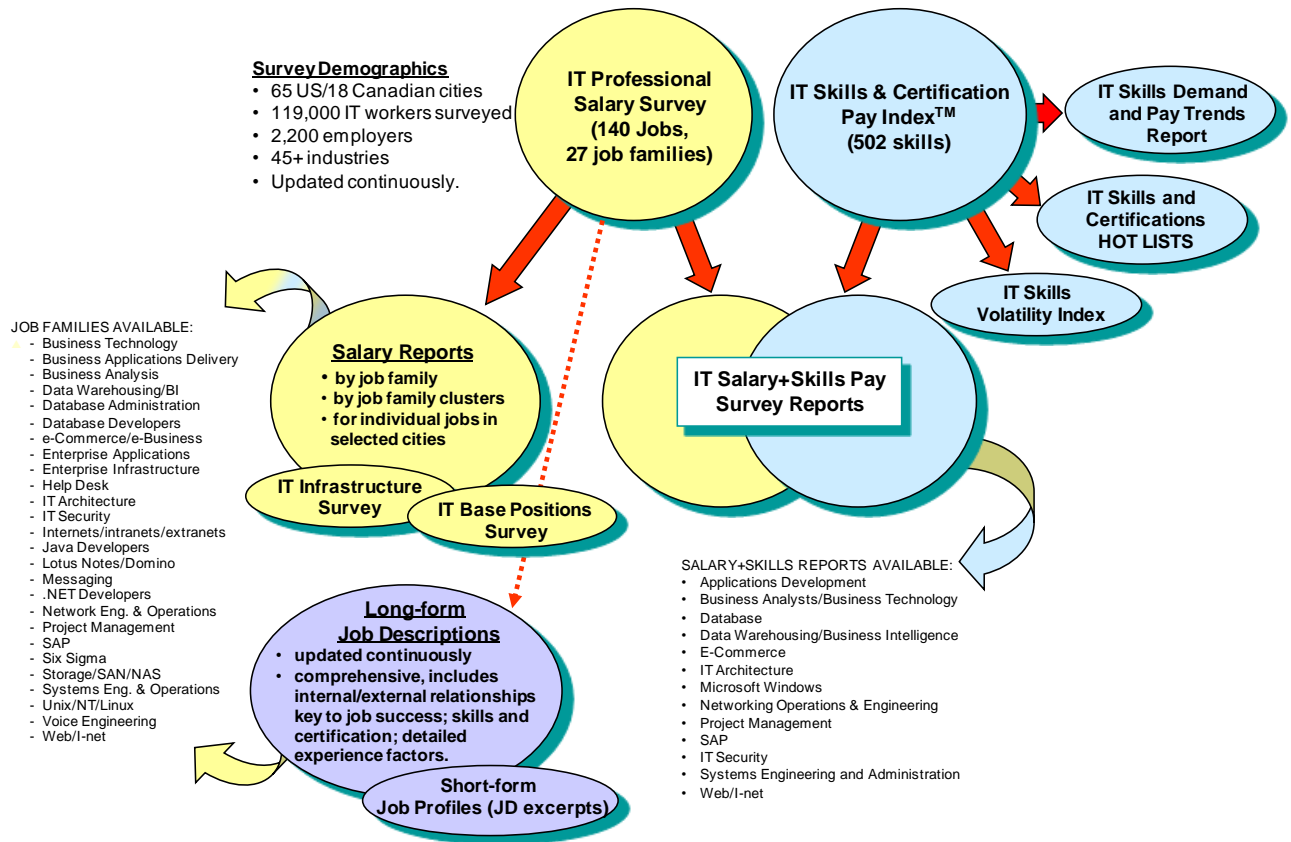 Survey Demographics
• 65 US/18 Canadian cities
• 119,000 IT workers surveyed
• 2,200 employers
• 45+ industries
• Updated continuously.
IT Professional
Salary Survey
(140 Jobs,
27 job families)
IT Skills & Certification
Pay Index™
(502 skills)
IT Skills Demand
and Pay Trends
Report
IT Skills and
Certifications
HOT LISTS
IT Skills
Volatility Index
JOB FAMILIES AVAILABLE:
- Business Technology
- Business Applications Delivery
- Business Analysis
- Data Warehousing/BI
- Database Administration
- Database Developers
- e-Commerce/e-Business
- Enterprise Applications
- Enterprise Infrastructure
- Help Desk
- IT Architecture
- IT Security
- Internets/intranets/extranets
- Java Developers
- Lotus Notes/Domino
- Messaging
- .NET Developers
- Network Eng. & Operations
- Project Management
- SAP
- Six Sigma
- Storage/SAN/NAS
- Systems Eng. & Operations
- Unix/NT/Linux
- Voice Engineering
- Web/I-net
Salary Reports
• by job family
• by job family clusters
• for individual jobs in
selected cities
IT Infrastructure
Survey
IT Base Positions
Survey
IT Salary+Skills Pay
Survey Reports
Long-form
Job Descriptions
• updated continuously
• comprehensive, includes
internal/external relationships
key to job success; skills and
certification; detailed
experience factors.
Short-form
Job Profiles (JD excerpts)
SALARY+SKILLS REPORTS AVAILABLE:
• Applications Development
• Business Analysts/Business Technology
• Database
• Data Warehousing/Business Intelligence
• E-Commerce
• IT Architecture
• Microsoft Windows
• Networking Operations & Engineering
• Project Management
• SAP
• IT Security
• Systems Engineering and Administration
• Web/I-net